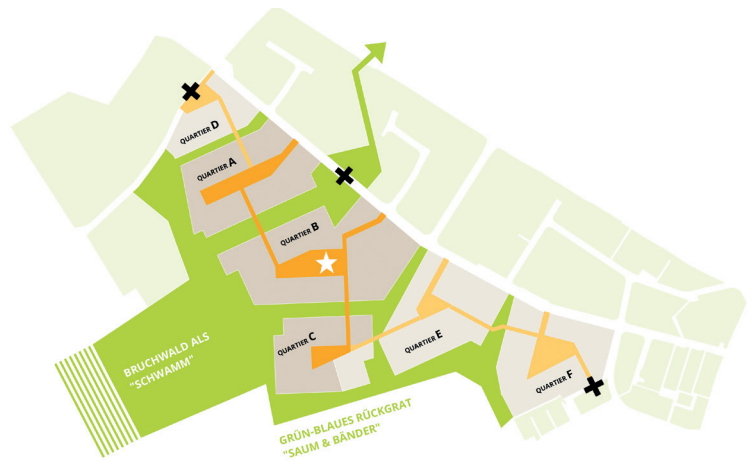 QUARTIER D
QUARTIER A
QUARTIER B
QUARTIER C
QUARTIER E
QUARTIER F
BRUCHWALD ALS
"SCHWAMM"
GRÜN-BLAUES RÜCKGRAT
"SAUM & BÄNDER"